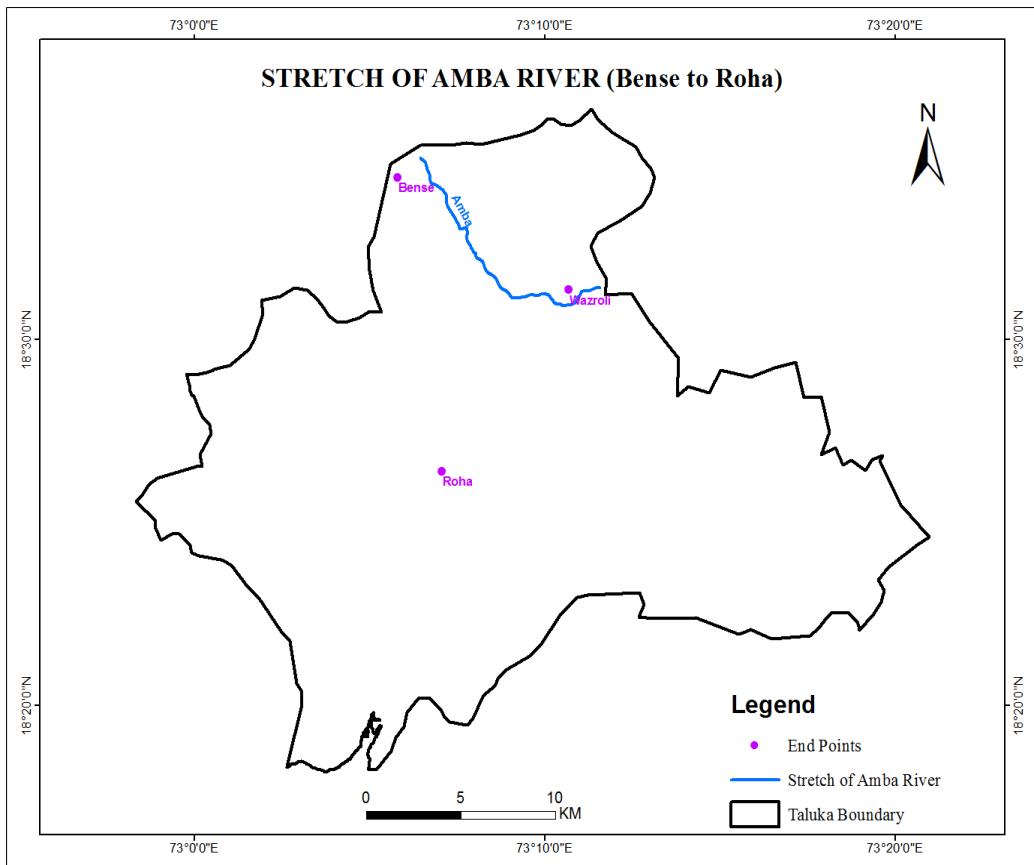 73°0'0"E 73°10'0"E 73°20'0"E
STRETCH OF AMBA RIVER (Bense to Roha)
N
Bense
Amba
Wazroli
18°30'0"N 18°30'0"N
Roha
18°20'0"N 18°20'0"N
Legend
End Points
Stretch of Amba River
Taluka Boundary
0 5 10
KM
73°0'0"E 73°10'0"E 73°20'0"E